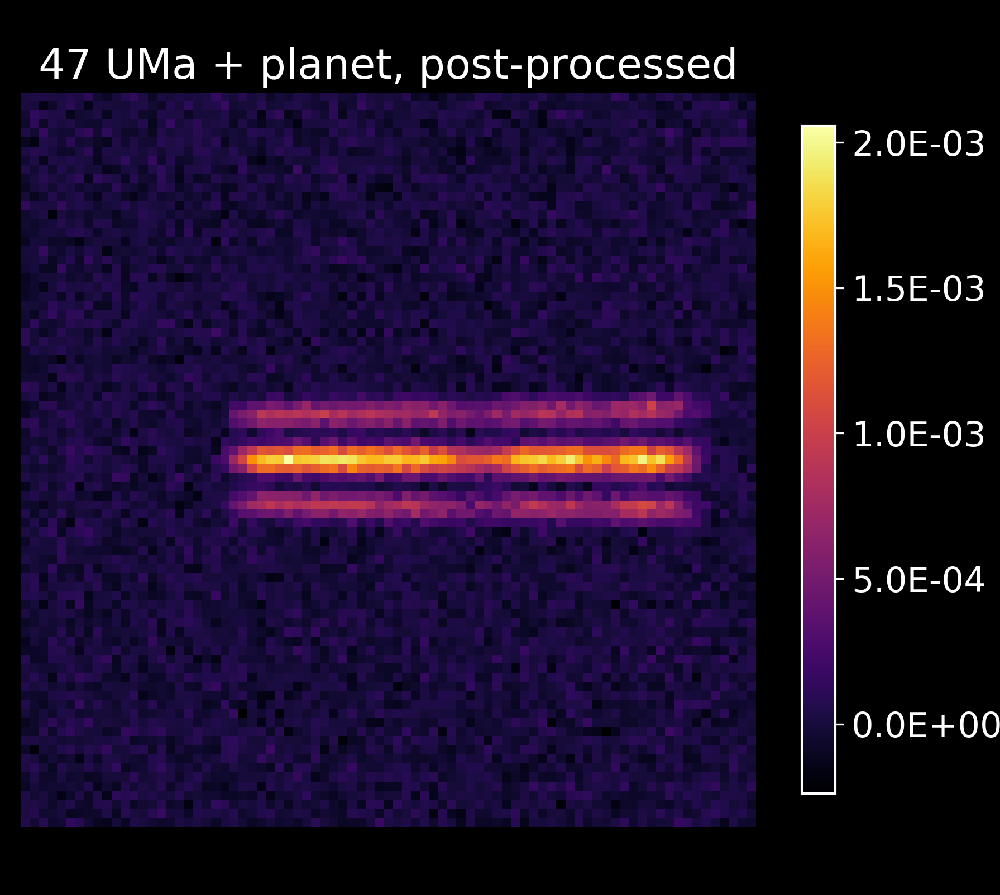 47 UMa + planet, post-processed
2.0E-03
1.5E-03
1.0E-03
5.0E-04
0.0E+00